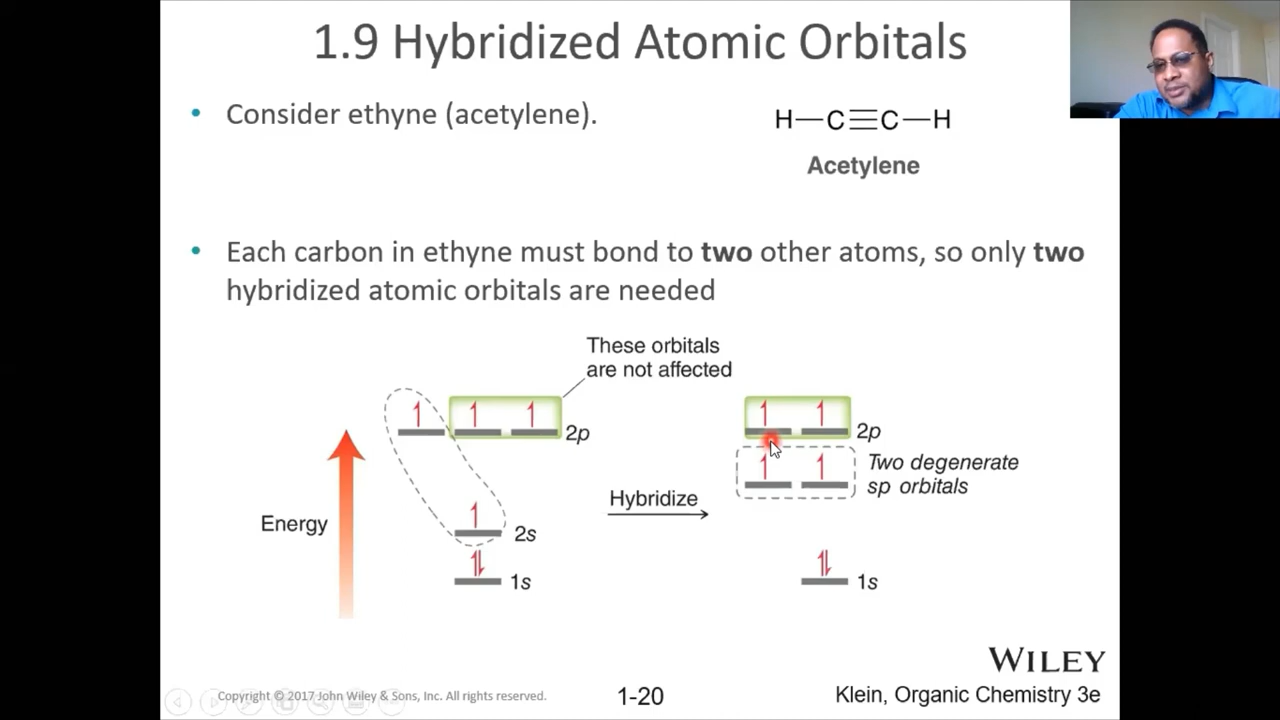 1.9 Hybridized Atomic Orbitals
• Consider ethyne (acetylene).
H—C≡C—H
Acetylene
• Each carbon in ethyne must bond to two other atoms, so only two
hybridized atomic orbitals are needed
These orbitals
are not affected
2p
2p
Two degenerate
sp orbitals
Hybridize
Energy
2s
1s
1s
WILEY
Copyright © 2017 John Wiley & Sons, Inc. All rights reserved.
1-20
Klein, Organic Chemistry 3e